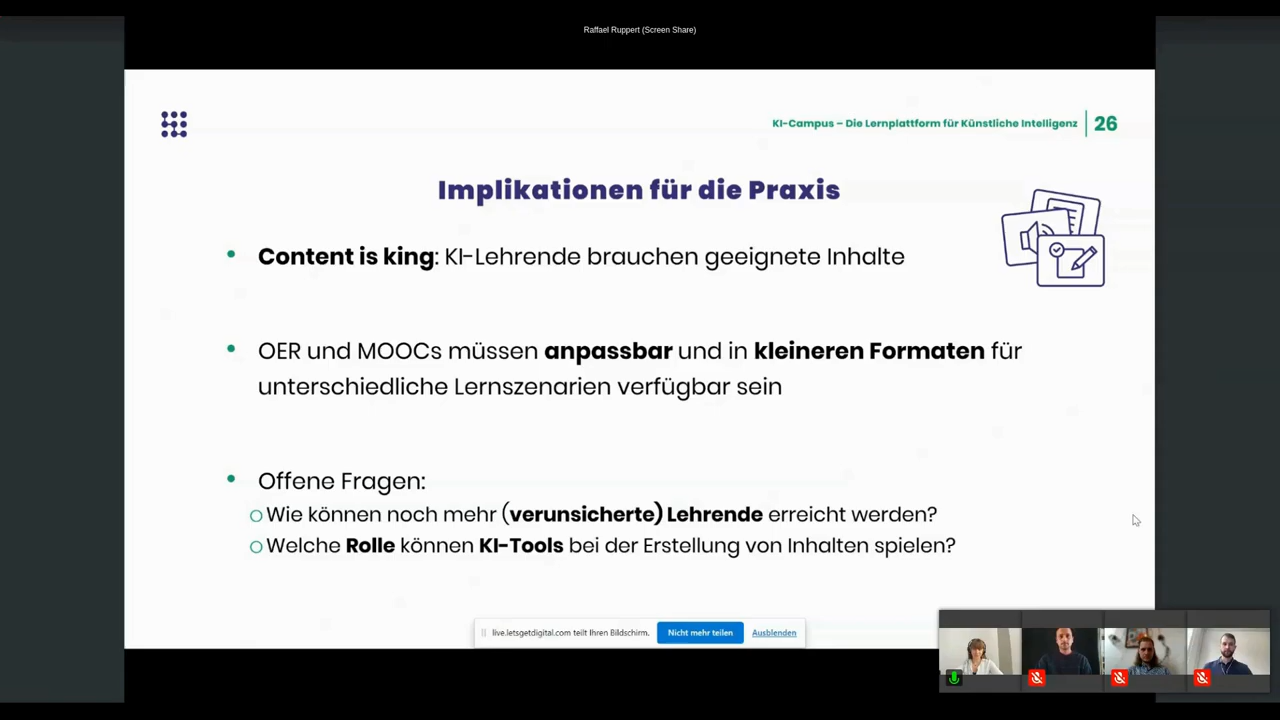 Raffael Ruppert (Screen Share)
KI-Campus – Die Lernplattform für Künstliche Intelligenz
26
Implikationen für die Praxis
• Content is king: KI-Lehrende brauchen geeignete Inhalte
• OER und MOOCs müssen anpassbar und in kleineren Formaten für
unterschiedliche Lernszenarien verfügbar sein
• Offene Fragen:
o Wie können noch mehr (verunsicherte) Lehrende erreicht werden?
o Welche Rolle können KI-Tools bei der Erstellung von Inhalten spielen?
live.letsgetdigital.com teilt Ihren Bildschirm.
Nicht mehr teilen
Ausblenden